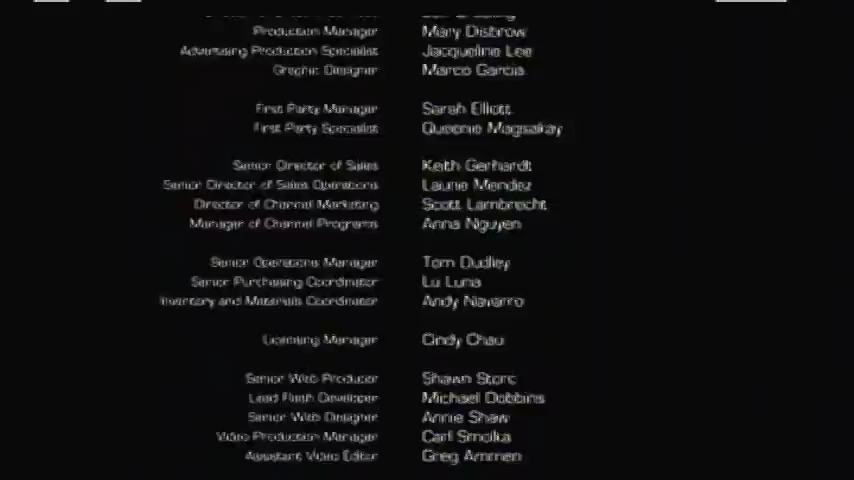 Production Manager Mary Disbrow
Advertising Production Specialist Jacqueline Lee
Graphic Designer Marco Garcia
First Party Manager Sarah Elliott
First Party Specialist Queenie Magsakay
Senior Director of Sales Keith Gerhardt
Senior Director of Sales Operations Laurie Mendez
Director of Channel Marketing Scott Lambrecht
Manager of Channel Programs Anna Nguyen
Senior Operations Manager Tom Dudley
Senior Purchasing Coordinator Lu Luna
Inventory and Materials Coordinator Andy Navarro
Licensing Manager Cindy Chau
Senior Web Producer Shawn Storc
Lead Flash Developer Michael Dobbins
Senior Web Designer Annie Shaw
Video Production Manager Carl Smolka
Assistant Video Editor Greg Ammen